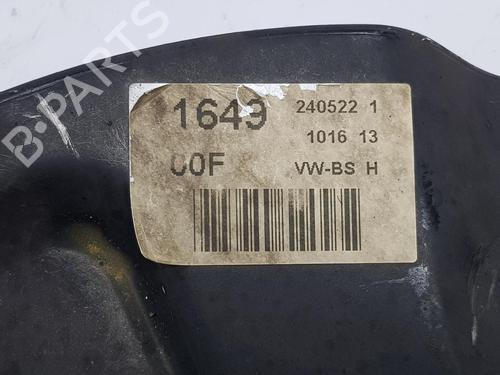 B-PARTS
1649 240522 1
1016 13
00F VW-BS H